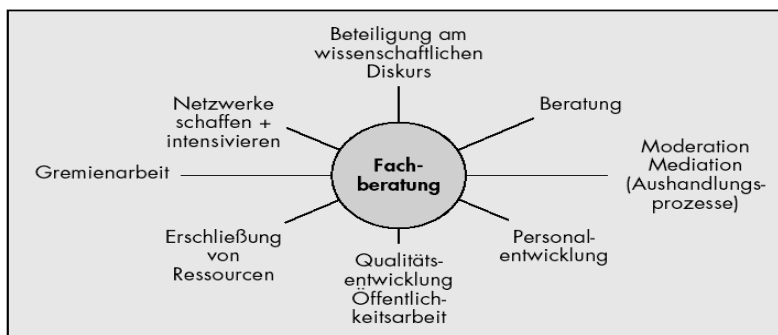 Beteiligung am
wissenschaftlichen
Diskurs
Netzwerke
schaffen +
intensivieren
Beratung
Gremienarbeit
Fach-
beratung
Moderation
Mediation
(Aushandlungs-
prozesse)
Erschließung
von
Ressourcen
Qualitäts-
entwicklung
Öffentlich-
keitsarbeit
Personal-
entwicklung